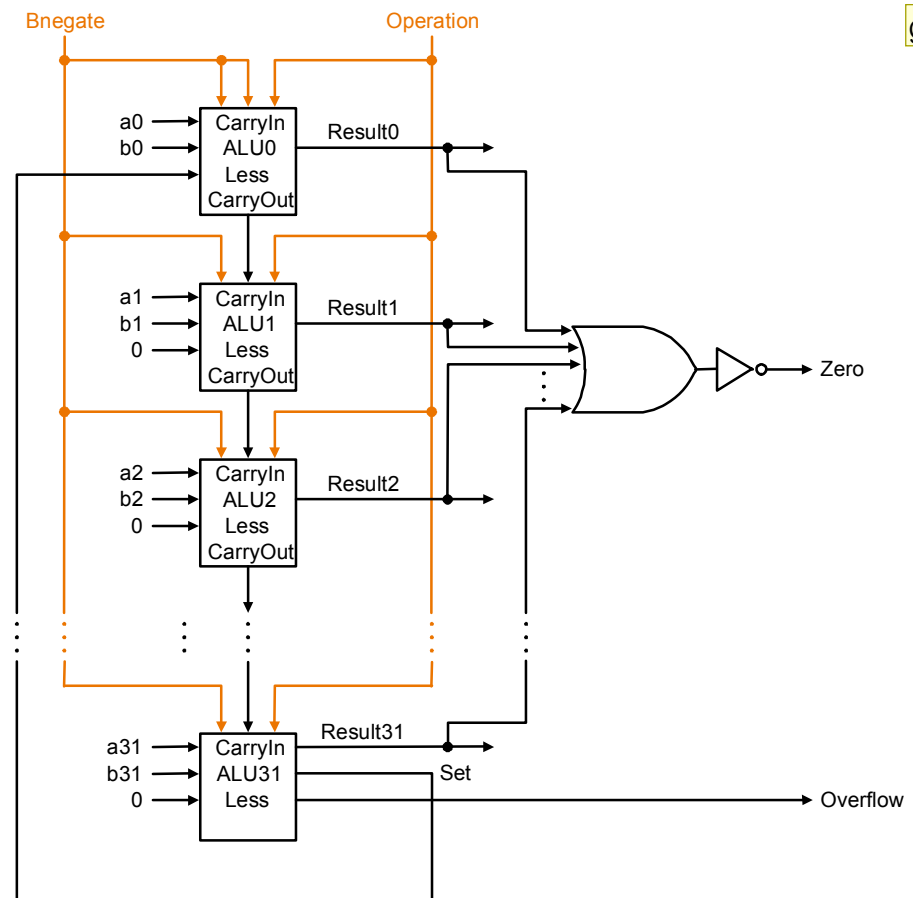 Bnegate Operation
g
a0
b0
CarryIn
ALU0
Less
CarryOut
Result0
a1
b1
0
CarryIn
ALU1
Less
CarryOut
Result1
Zero
a2
b2
0
CarryIn
ALU2
Less
CarryOut
Result2
a31
b31
0
CarryIn
ALU31
Less
Result31
Set
Overflow